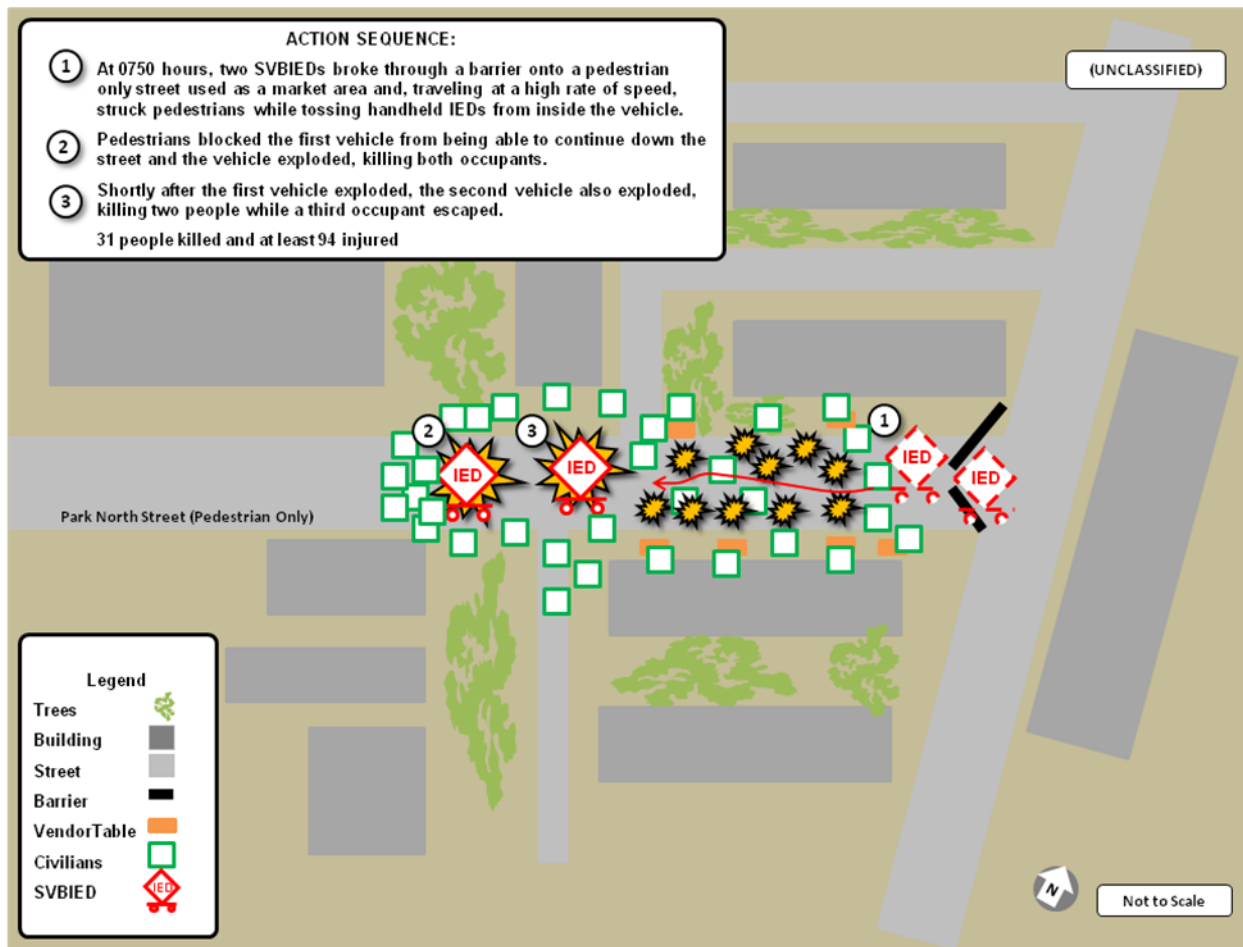 ACTION SEQUENCE:
1 At 0750 hours, two SVBIEDs broke through a barrier onto a pedestrian
only street used as a market area and, traveling at a high rate of speed,
struck pedestrians while tossing handheld IEDs from inside the vehicle.
2 Pedestrians blocked the first vehicle from being able to continue down the
street and the vehicle exploded, killing both occupants.
3 Shortly after the first vehicle exploded, the second vehicle also exploded,
killing two people while a third occupant escaped.
31 people killed and at least 94 injured
(UNCLASSIFIED)
2
3
1
IED
IED
IED
IED
Park North Street (Pedestrian Only)
Legend
Trees
Building
Street
Barrier
VendorTable
Civilians
SVBIED
IED
N
Not to Scale